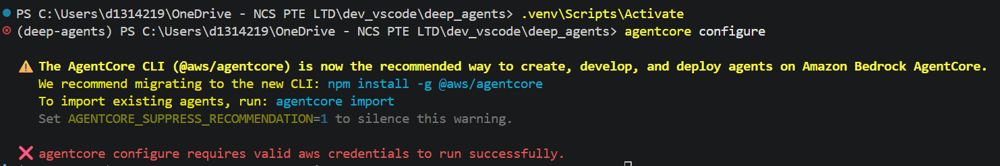 PS C:\Users\d1314219\OneDrive - NCS PTE LTD\dev_vscode\deep_agents> .venv\Scripts\Activate
(deep-agents) PS C:\Users\d1314219\OneDrive - NCS PTE LTD\dev_vscode\deep_agents> agentcore configure
⚠️ The AgentCore CLI (@aws/agentcore) is now the recommended way to create, develop, and deploy agents on Amazon Bedrock AgentCore.
We recommend migrating to the new CLI: npm install -g @aws/agentcore
To import existing agents, run: agentcore import
Set AGENTCORE_SUPPRESS_RECOMMENDATION=1 to silence this warning.
❌ agentcore configure requires valid aws credentials to run successfully.